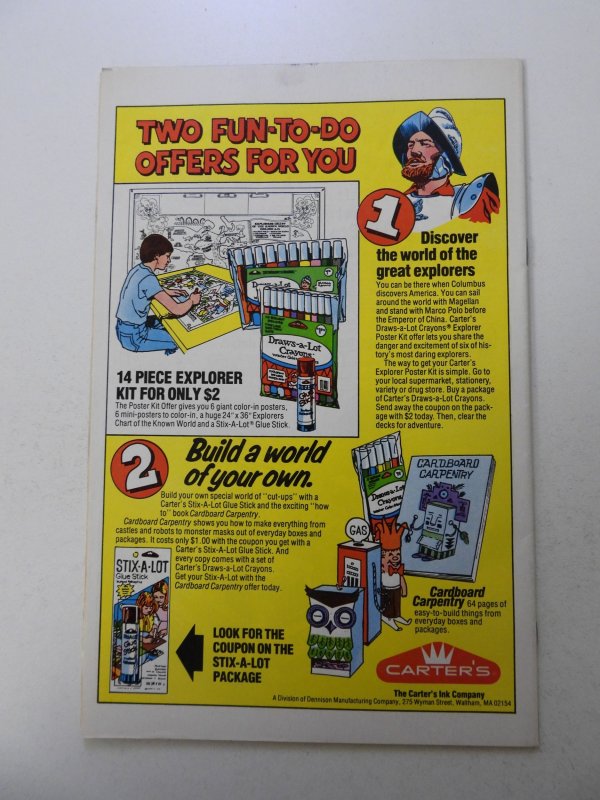 TWO FUN-TO-DO
OFFERS FOR YOU
1
Discover
the world of the
great explorers
You can be there when Columbus
discovers America. You can sail
around the world with Magellan
and stand with Marco Polo before
the Emperor of China. Carter's
Draws-a-Lot Crayons® Explorer
Poster Kit offer lets you share the
danger and excitement of six of his-
tory's most daring explorers.
The way to get your Carter's
Explorer Poster Kit is simple. Go to
your local supermarket, stationery,
variety or drug store. Buy a package
of Carter's Draws-a-Lot Crayons.
Send away the coupon on the pack-
age with $2 today. Then, clear the
decks for adventure.
Draws-a-Lot
Crayons
14 PIECE EXPLORER
KIT FOR ONLY $2
The Poster Kit Offer gives you 6 giant color-in posters,
6 mini-posters to color-in, a huge 24" x 36" Explorers
Chart of the Known World and a Stix-A-Lot® Glue Stick.
2
Build a world
of your own.
Build your own special world of "cut-ups" with a
Carter's Stix-A-Lot Glue Stick and the exciting "how
to" book Cardboard Carpentry.
Cardboard Carpentry shows you how to make everything from
castles and robots to monster masks out of everyday boxes and
packages. It costs only $1.00 with the coupon you get with a
Carter's Stix-A-Lot Glue Stick. And
every copy comes with a set of
Carter's Draws-a-Lot Crayons.
Get your Stix-A-Lot with the
Cardboard Carpentry offer today.
STIX-A-LOT
Glue Stick
LOOK FOR THE
COUPON ON THE
STIX-A-LOT
PACKAGE
Draws-a-Lot
Crayons
CARDBOARD
CARPENTRY
GAS
Cardboard
Carpentry 64 pages of
easy-to-build things from
everyday boxes and
packages.
CARTER'S
The Carter's Ink Company
A Division of Dennison Manufacturing Company, 275 Wyman Street, Waltham, MA 02154